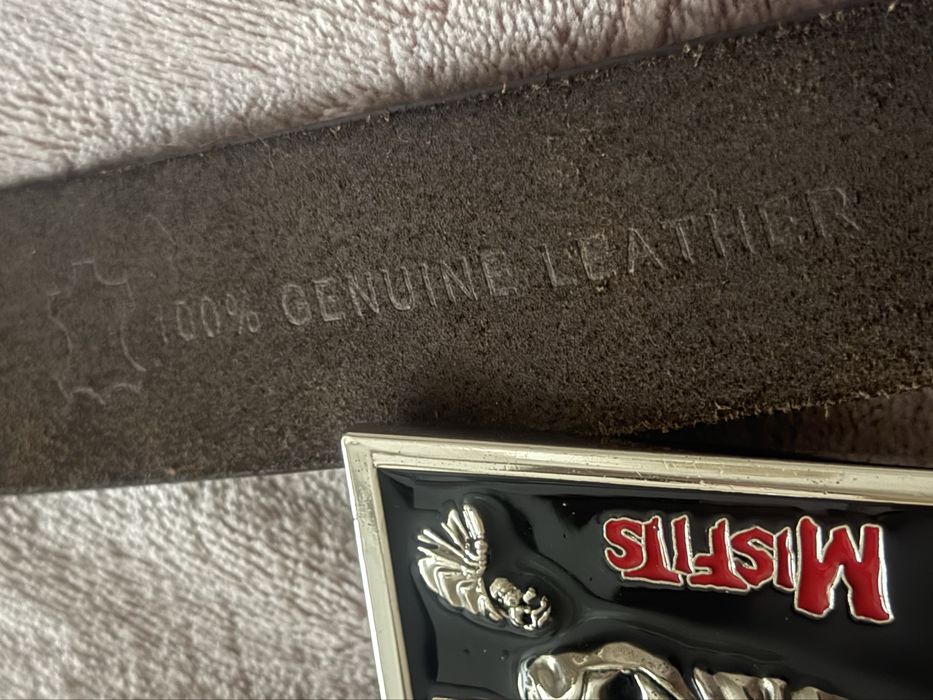 100% GENUINE LEATHER
MISFITS